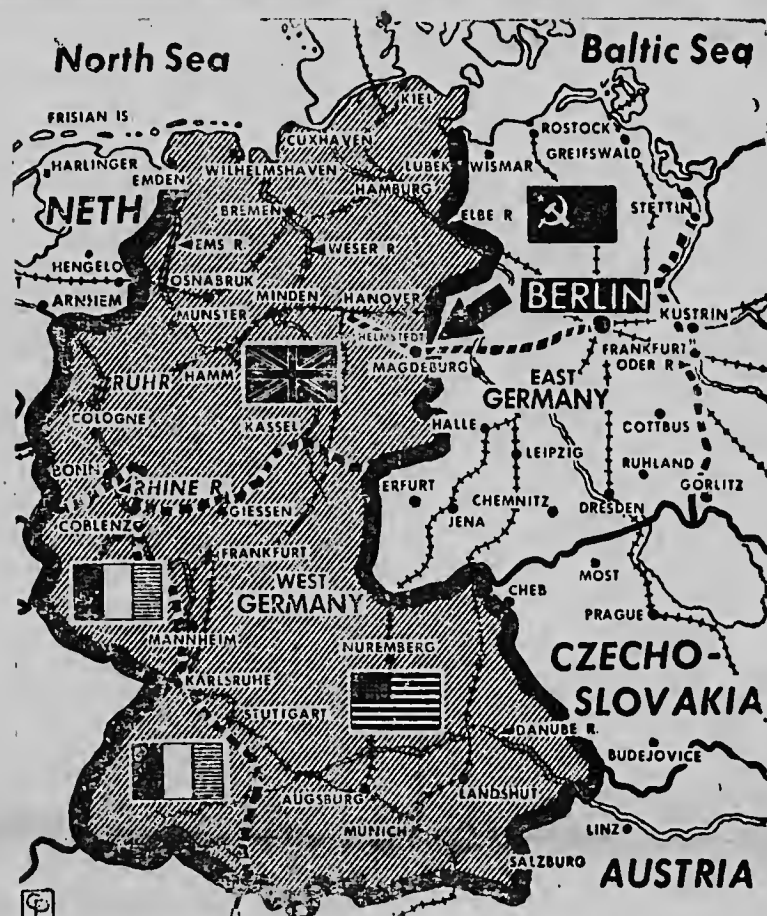 North Sea
Baltic Sea
FRISIAN IS.
KIEL
CUXHAVEN
ROSTOCK
GREIFSWALD
HARLINGER
EMDEN
WILHELMSHAVEN
LUBEK
WISMAR
NETH
HAMBURG
BREMEN
ELBE R
STETTIN
EMS R.
WESER R
HENGELO
OSNABRUK
ARNHEM
MINDEN
HANOVER
BERLIN
MUNSTER
KUSTRIN
HELMSTEDT
HAMM
MAGDEBURG
FRANKFURT
ODER R
RUHR
EAST
GERMANY
COLOGNE
KASSEL
HALLE
COTTBUS
LEIPZIG
BONN
RHINE R.
ERFURT
RUHLAND
GORLITZ
GIESSEN
CHEMNITZ
DRESDEN
COBLENZ
JENA
FRANKFURT
WEST
GERMANY
MOST
CHEB
PRAGUE
MANNHEIM
NUREMBERG
CZECHO-
SLOVAKIA
KARLSRUHE
STUTTGART
DANUBE R.
BUDEJOVICE
AUGSBURG
LANDSHUT
MUNICH
LINZ
SALZBURG
AUSTRIA